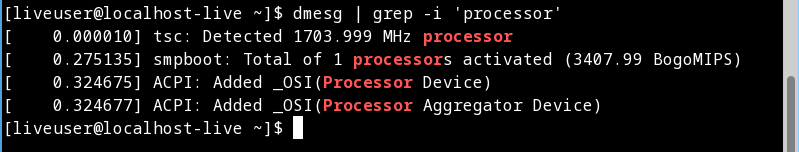 [liveuser@localhost-live ~]$ dmesg | grep -i 'processor'
[    0.000010] tsc: Detected 1703.999 MHz processor
[    0.275135] smpboot: Total of 1 processors activated (3407.99 BogoMIPS)
[    0.324675] ACPI: Added _OSI(Processor Device)
[    0.324677] ACPI: Added _OSI(Processor Aggregator Device)
[liveuser@localhost-live ~]$